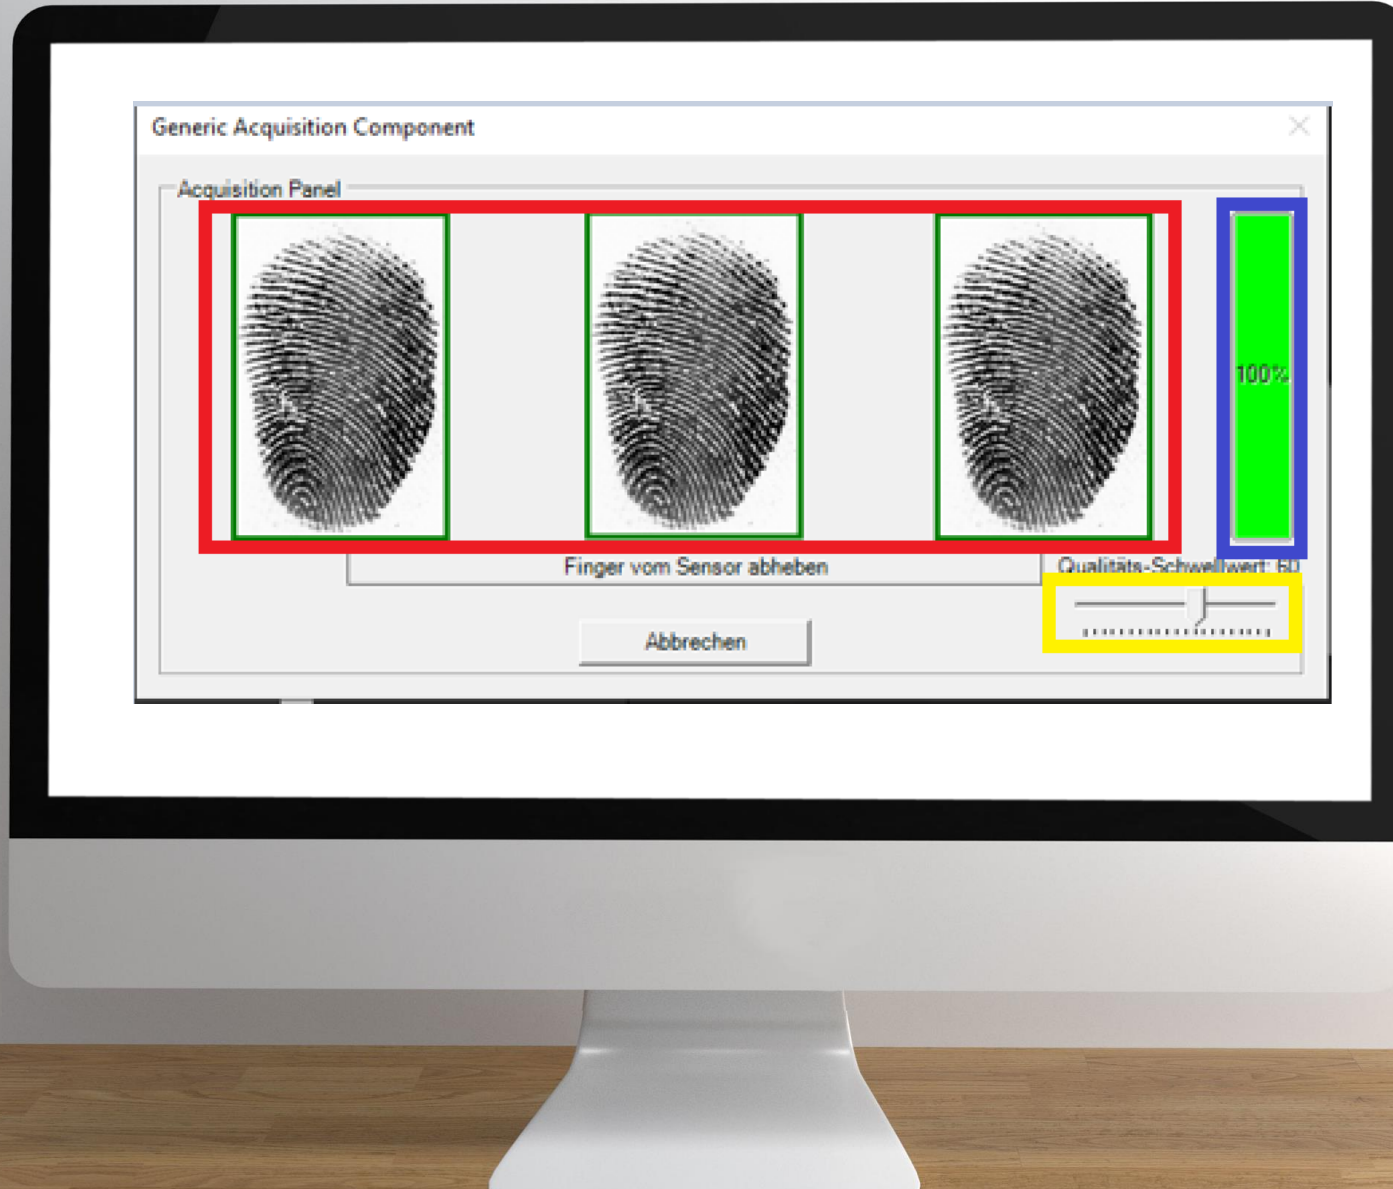 Generic Acquisition Component
Acquisition Panel
100%
Finger vom Sensor abheben
Qualitäts-Schwellwert: 60
Abbrechen